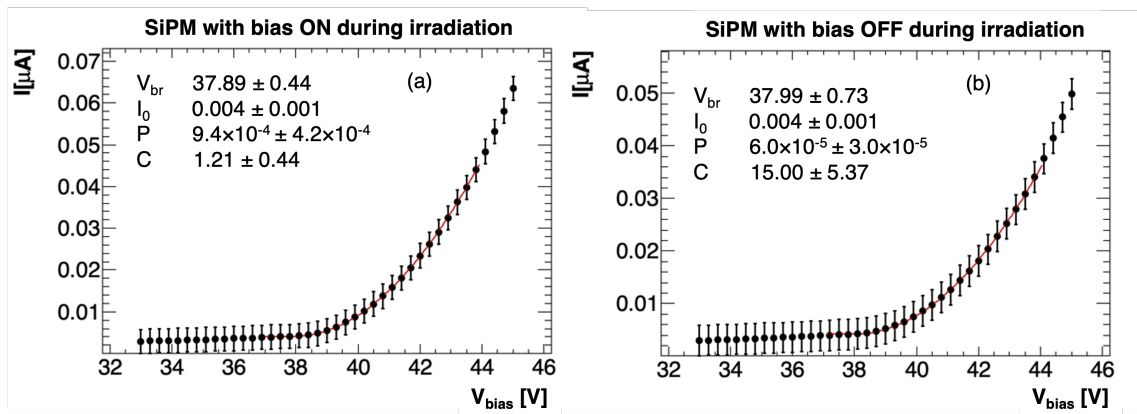 SiPM with bias ON during irradiation
I[μA]
(a)
V_br 37.89 ± 0.44
I_0 0.004 ± 0.001
P 9.4×10^-4 ± 4.2×10^-4
C 1.21 ± 0.44
0.07
0.06
0.05
0.04
0.03
0.02
0.01
32 34 36 38 40 42 44 46
V_bias [V]
SiPM with bias OFF during irradiation
I[μA]
(b)
V_br 37.99 ± 0.73
I_0 0.004 ± 0.001
P 6.0×10^-5 ± 3.0×10^-5
C 15.00 ± 5.37
0.05
0.04
0.03
0.02
0.01
32 34 36 38 40 42 44 46
V_bias [V]